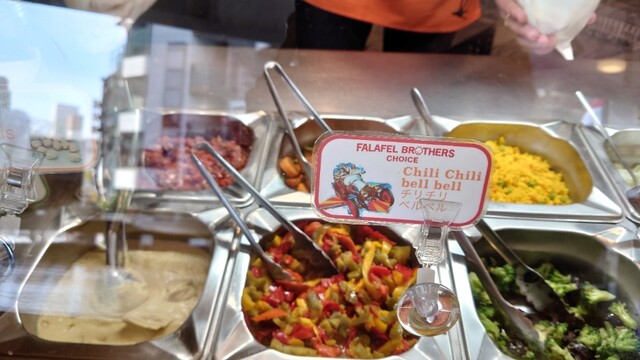 FALAFEL BROTHERS
CHOICE
Chili Chili
bell bell
チリチリ
ベルベル